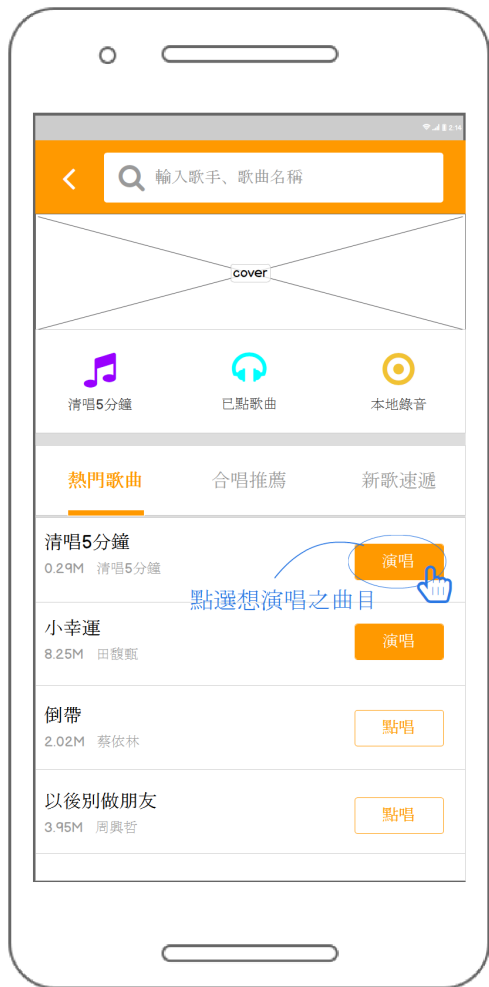 2:14
輸入歌手、歌曲名稱
cover
清唱5分鐘
已點歌曲
本地錄音
熱門歌曲
合唱推薦
新歌速遞
清唱5分鐘
演唱
0.29M 清唱5分鐘
點選想演唱之曲目
小幸運
演唱
8.25M 田馥甄
倒帶
點唱
2.02M 蔡依林
以後別做朋友
點唱
3.95M 周興哲